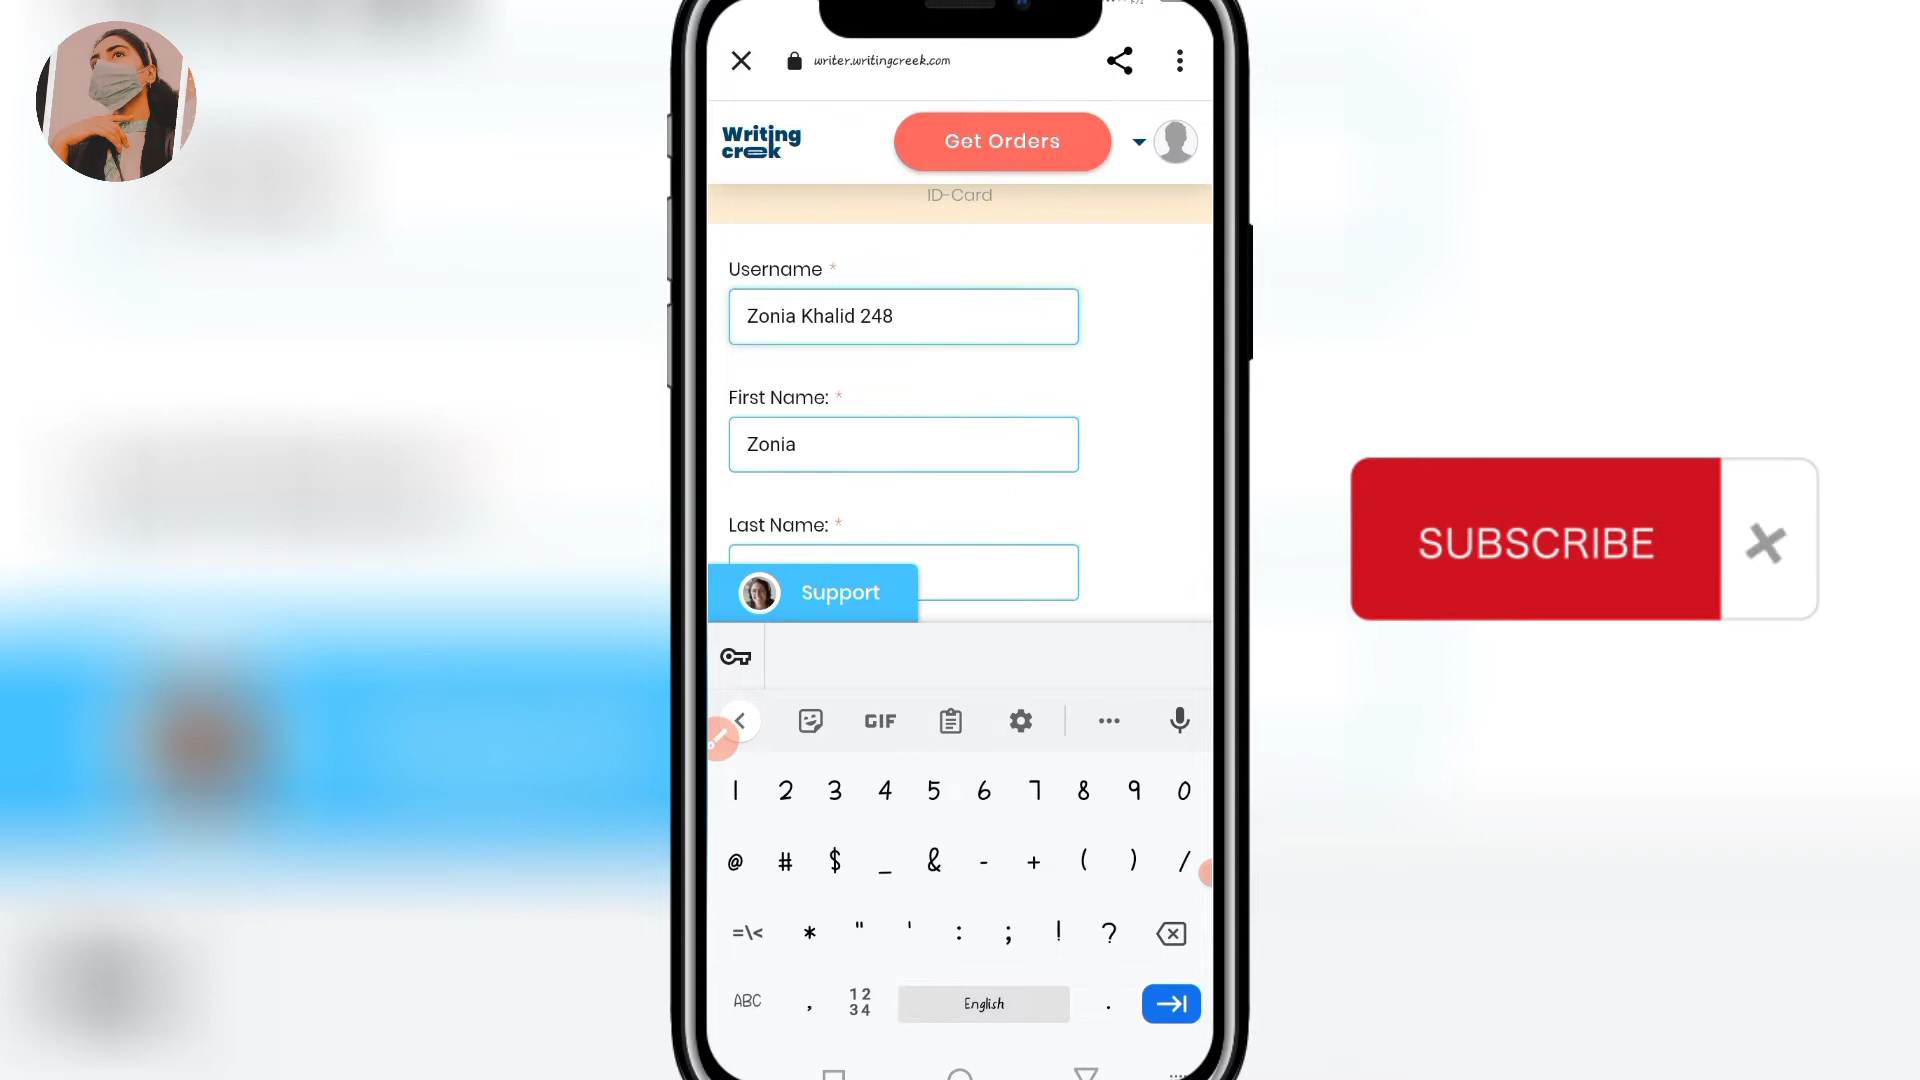 writer.writingcreek.com
Writing
creek
Get Orders
ID-Card
Username *
Zonia Khalid 248
First Name: *
Zonia
Last Name: *
Support
SUBSCRIBE
GIF
1 2 3 4 5 6 7 8 9 0
@ # $ _ & - + ( ) /
=\< * " ' : ; ! ?
ABC , 12 34 English .